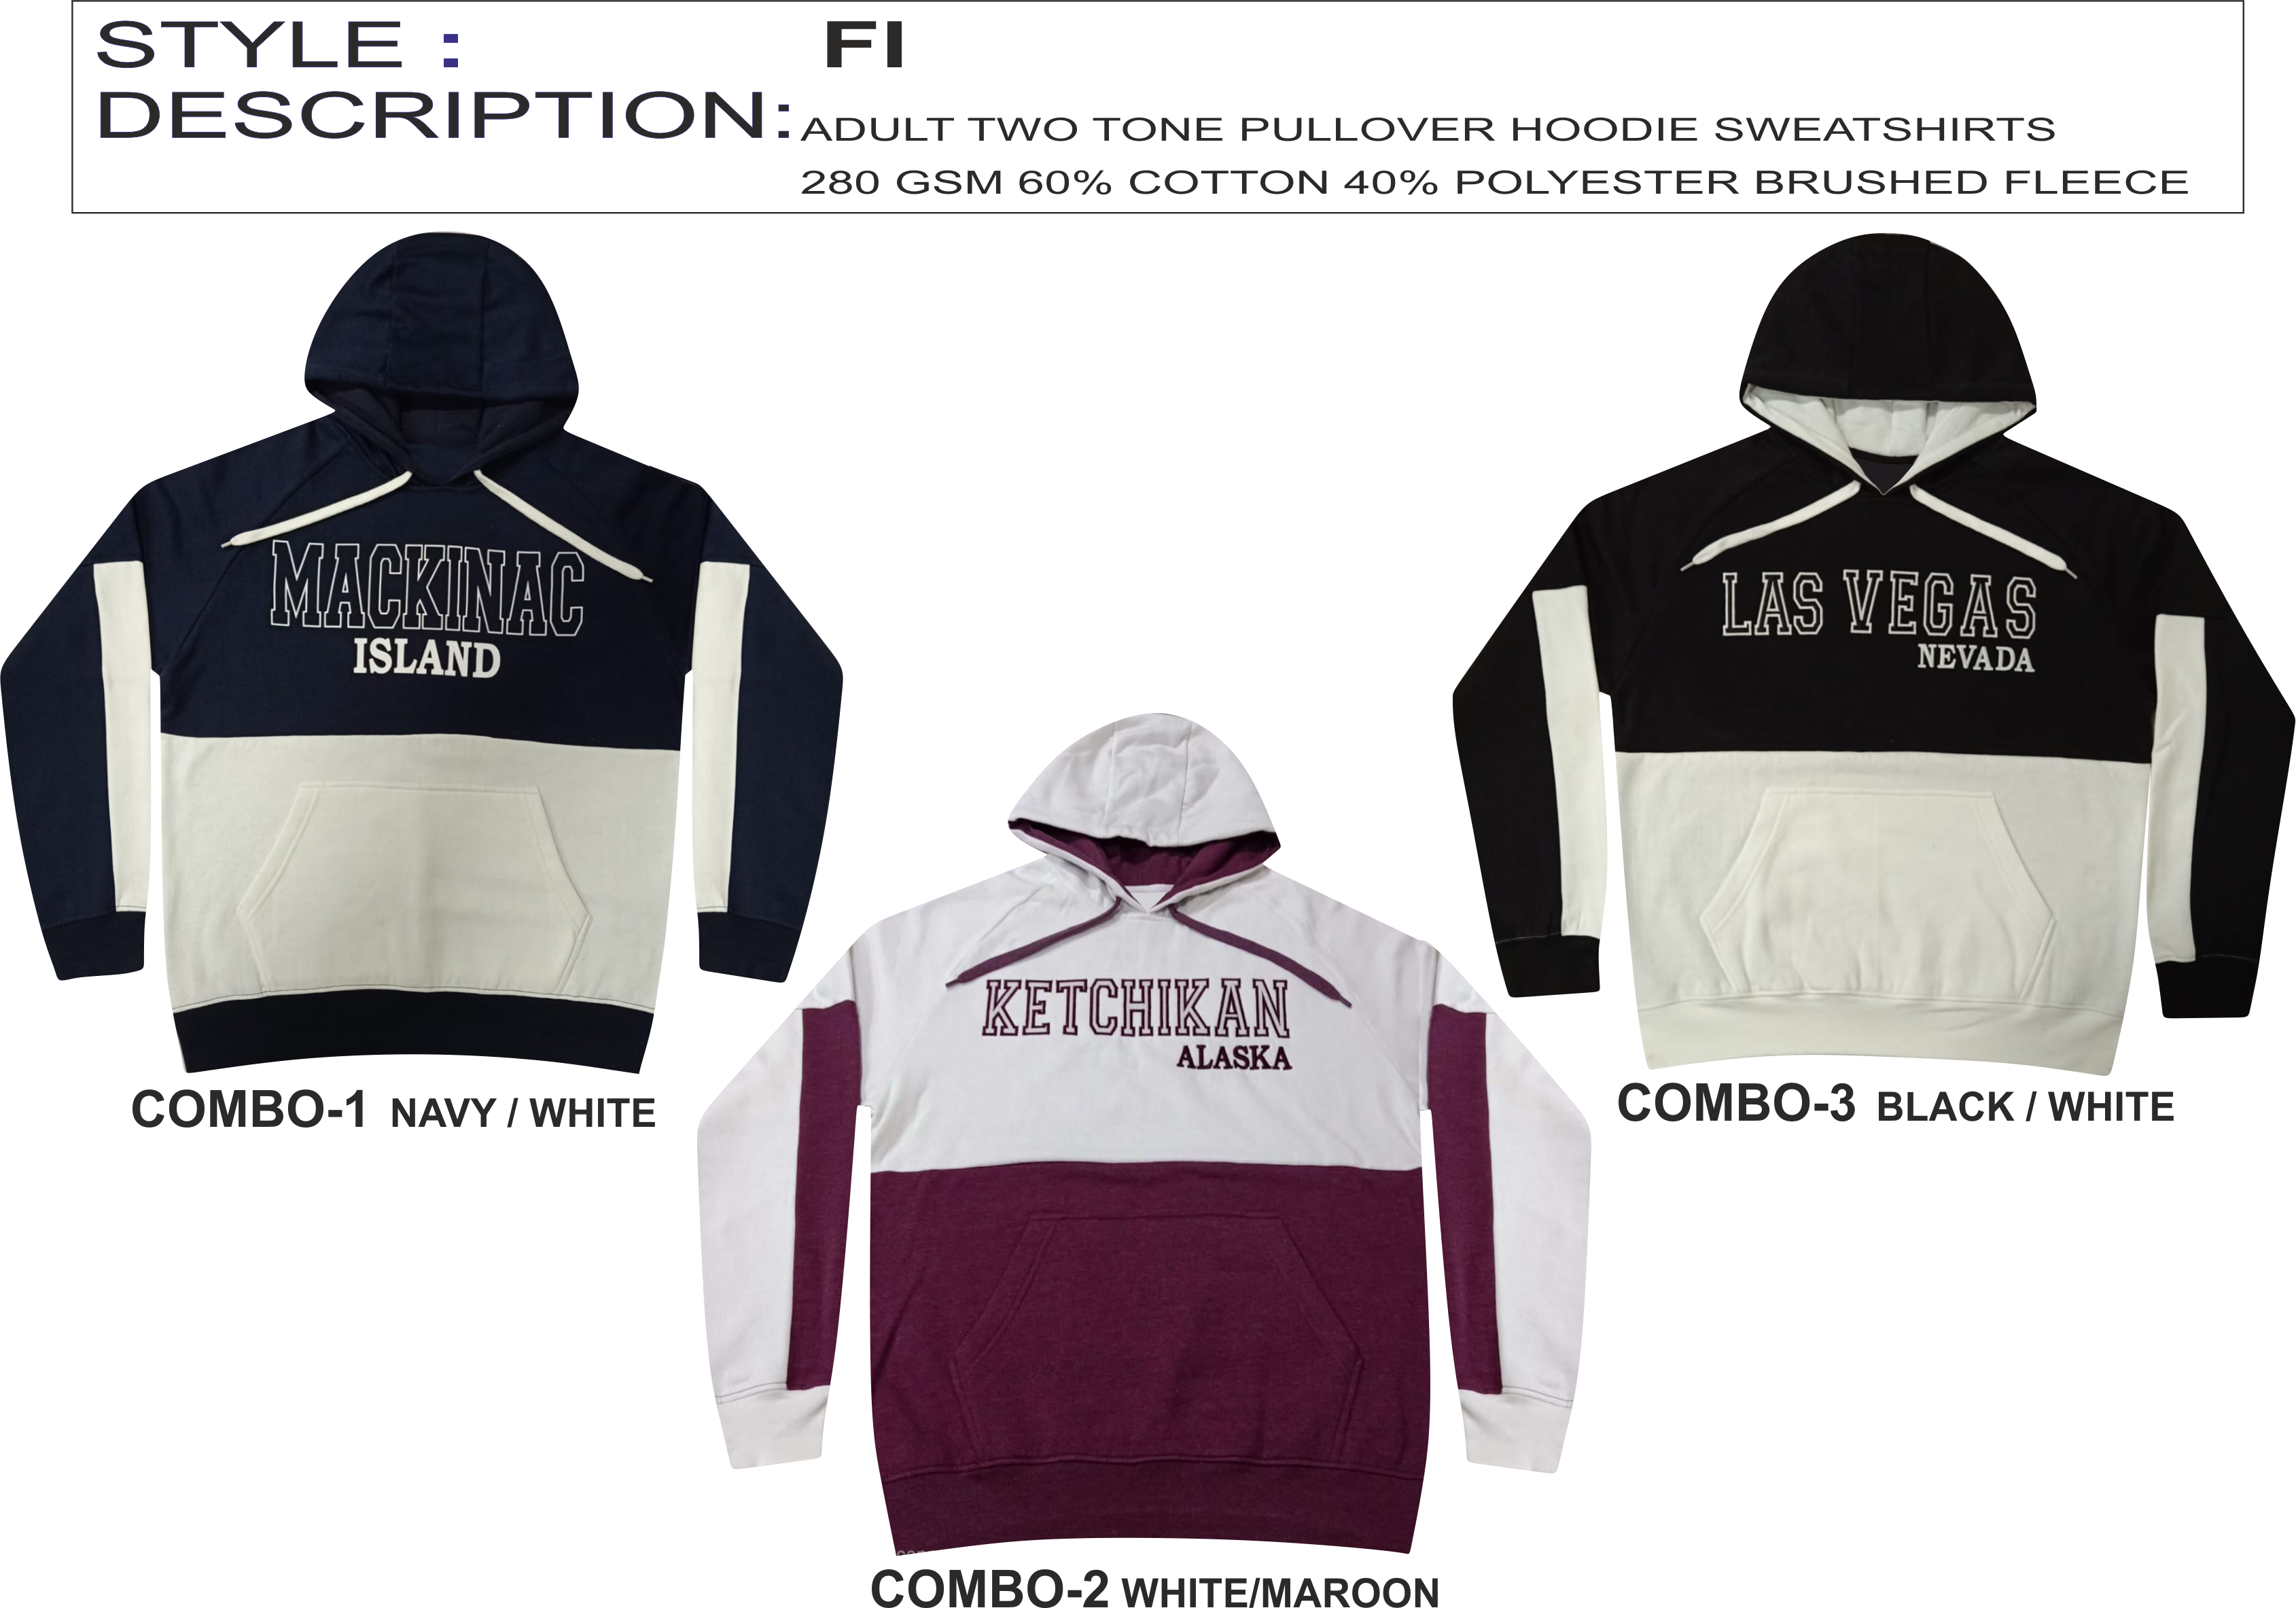 STYLE : FI
DESCRIPTION: ADULT TWO TONE PULLOVER HOODIE SWEATSHIRTS
280 GSM 60% COTTON 40% POLYESTER BRUSHED FLEECE
MACKINAC
ISLAND
COMBO-1 NAVY / WHITE
KETCHIKAN
ALASKA
COMBO-2 WHITE/MAROON
LAS VEGAS
NEVADA
COMBO-3 BLACK / WHITE